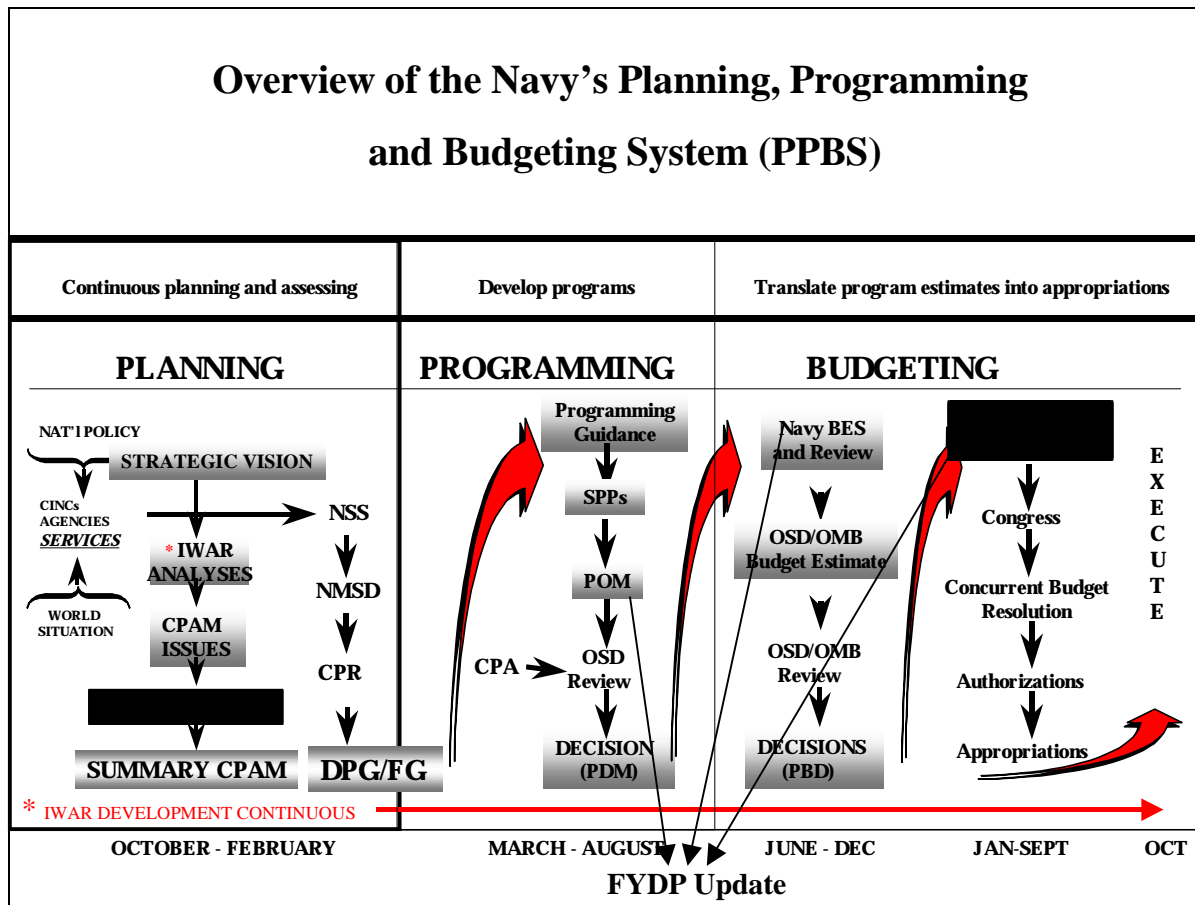 Overview of the Navy's Planning, Programming
and Budgeting System (PPBS)
Continuous planning and assessing
Develop programs
Translate program estimates into appropriations
PLANNING
PROGRAMMING
BUDGETING
NAT'l POLICY
STRATEGIC VISION
CINCs
AGENCIES
SERVICES
WORLD
SITUATION
* IWAR
ANALYSES
CPAM
ISSUES
SUMMARY CPAM
NSS
NMSD
CPR
DPG/FG
Programming
Guidance
SPPs
POM
CPA
OSD
Review
DECISION
(PDM)
Navy BES
and Review
OSD/OMB
Budget Estimate
OSD/OMB
Review
DECISIONS
(PBD)
Congress
Concurrent Budget
Resolution
Authorizations
Appropriations
E
X
E
C
U
T
E
* IWAR DEVELOPMENT CONTINUOUS
OCTOBER - FEBRUARY
MARCH - AUGUST
JUNE - DEC
JAN-SEPT
OCT
FYDP Update